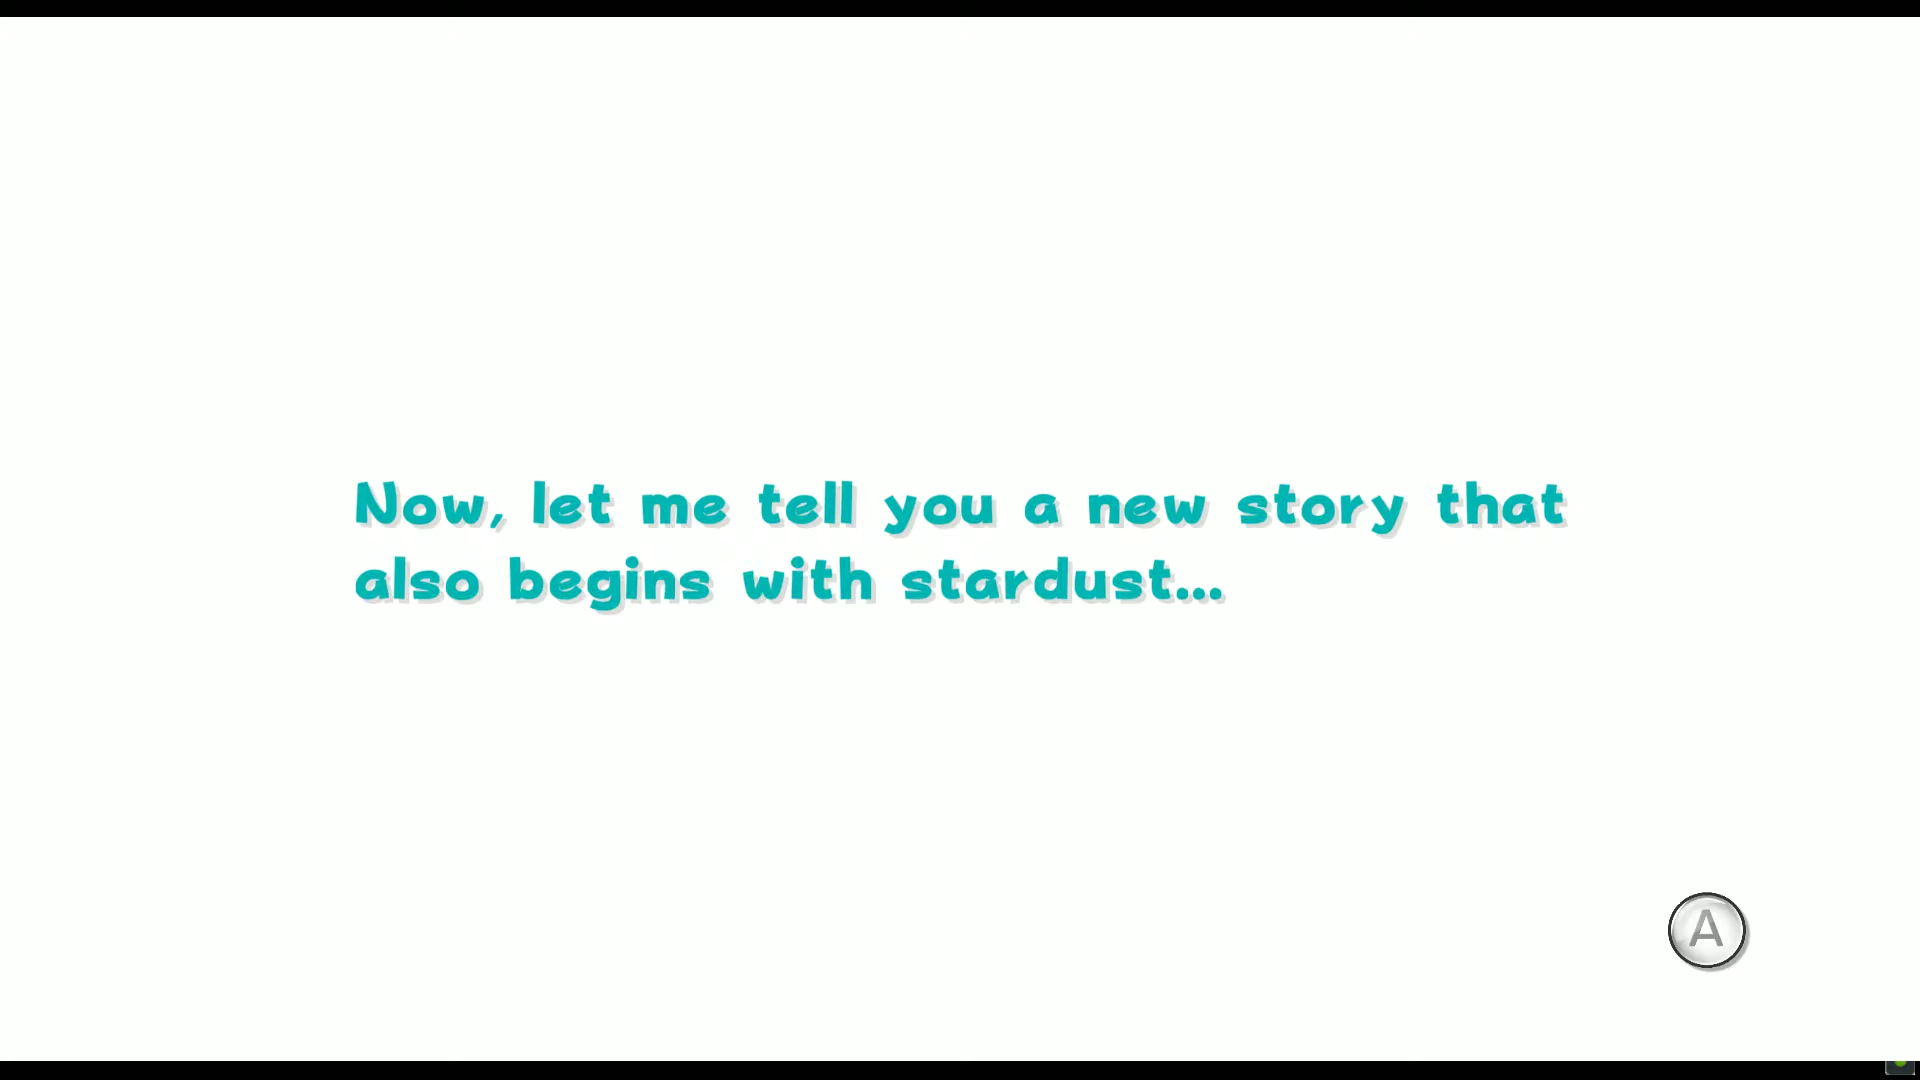 Now, let me tell you a new story that
also begins with stardust...
A